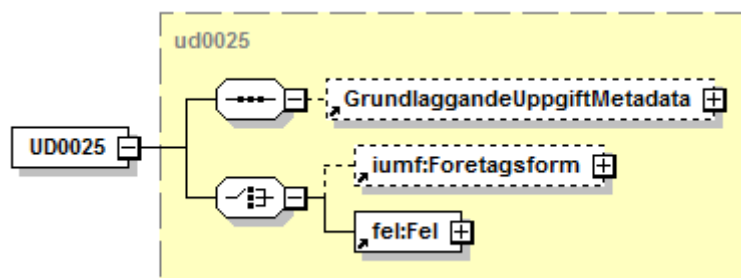 ud0025
GrundlaggandeUppgiftMetadata
UD0025
iumf:Foretagsform
fel:Fel